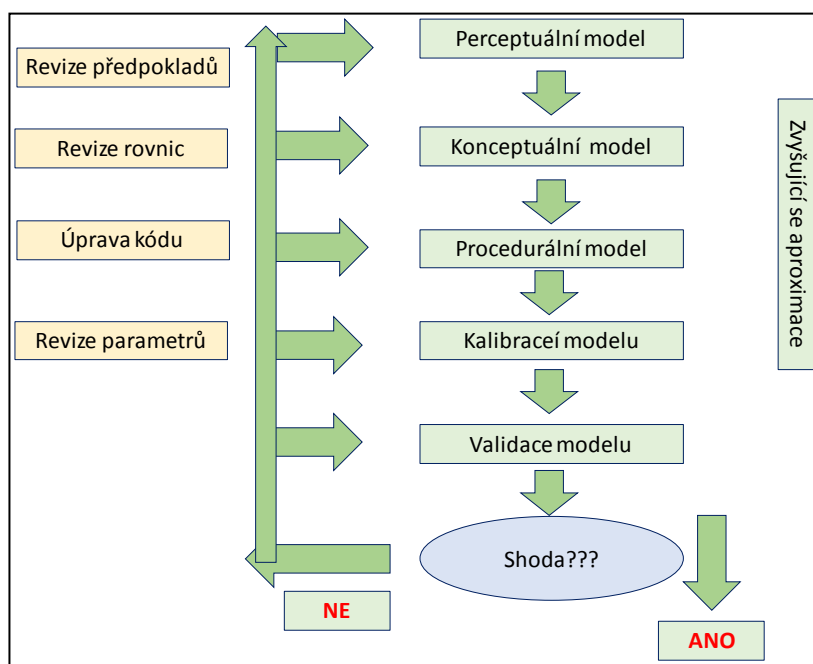 Perceptuální model
Revize předpokladů
Konceptuální model
Revize rovnic
Procedurální model
Úprava kódu
Kalibraceí modelu
Revize parametrů
Validace modelu
Zvyšující se aproximace
Shoda???
NE
ANO